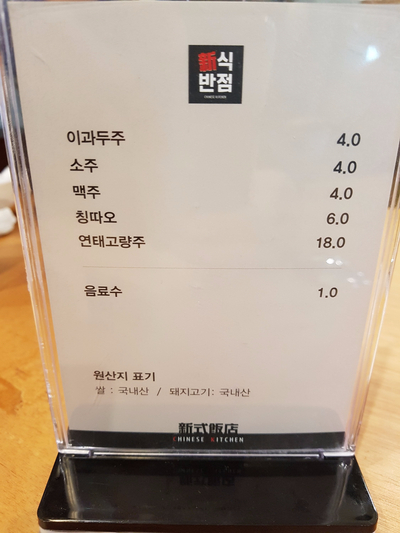 新식
반점
CHINESE KITCHEN
이과두주 4.0
소주 4.0
맥주 4.0
칭따오 6.0
연태고량주 18.0
음료수 1.0
원산지 표기
쌀 : 국내산 / 돼지고기: 국내산
新式飯店
CHINESE KITCHEN